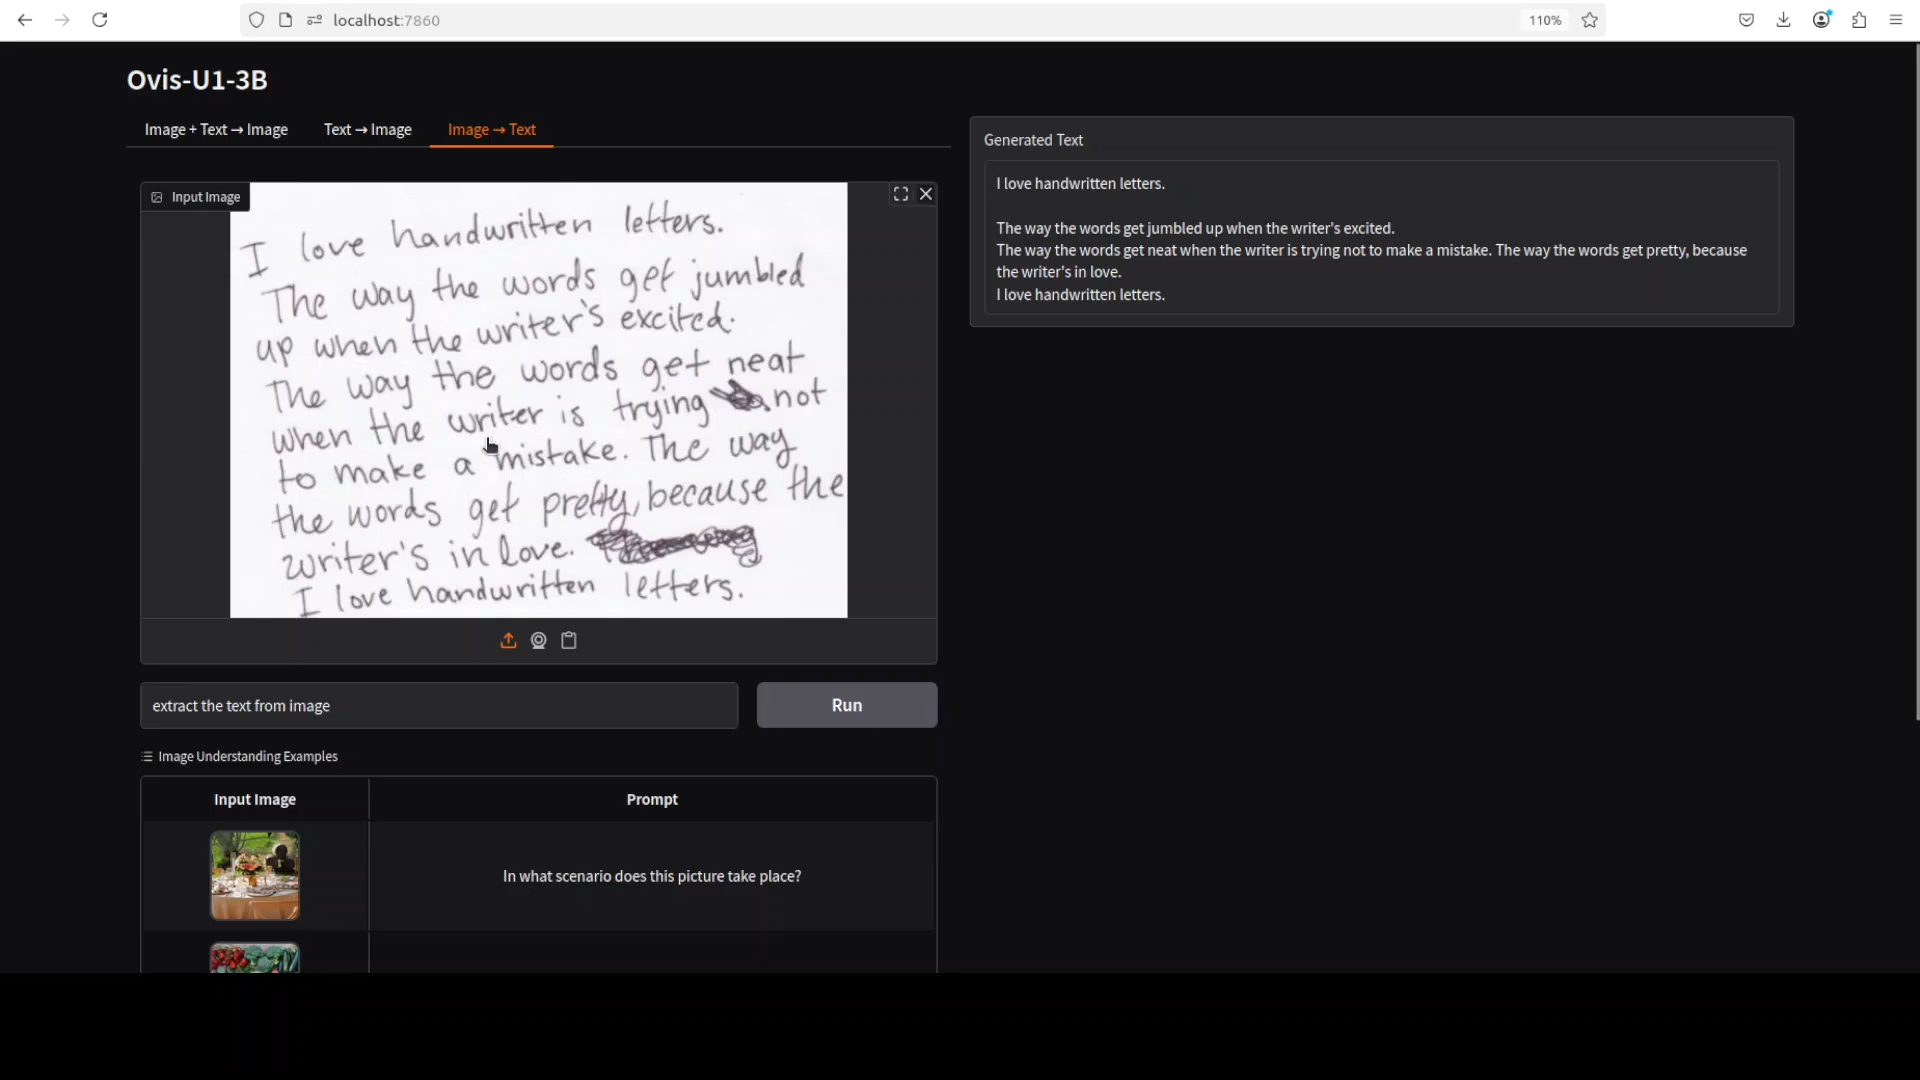 localhost:7860
110%
Ovis-U1-3B
Image + Text → Image
Text → Image
Image → Text
Input Image
I love handwritten letters.
The way the words get jumbled
up when the writer's excited.
The way the words get neat
when the writer is trying not
to make a mistake. The way
the words get pretty, because the
writer's in love.
I love handwritten letters.
extract the text from image
Run
Image Understanding Examples
Input Image
Prompt
In what scenario does this picture take place?
Generated Text
I love handwritten letters.
The way the words get jumbled up when the writer's excited.
The way the words get neat when the writer is trying not to make a mistake. The way the words get pretty, because
the writer's in love.
I love handwritten letters.